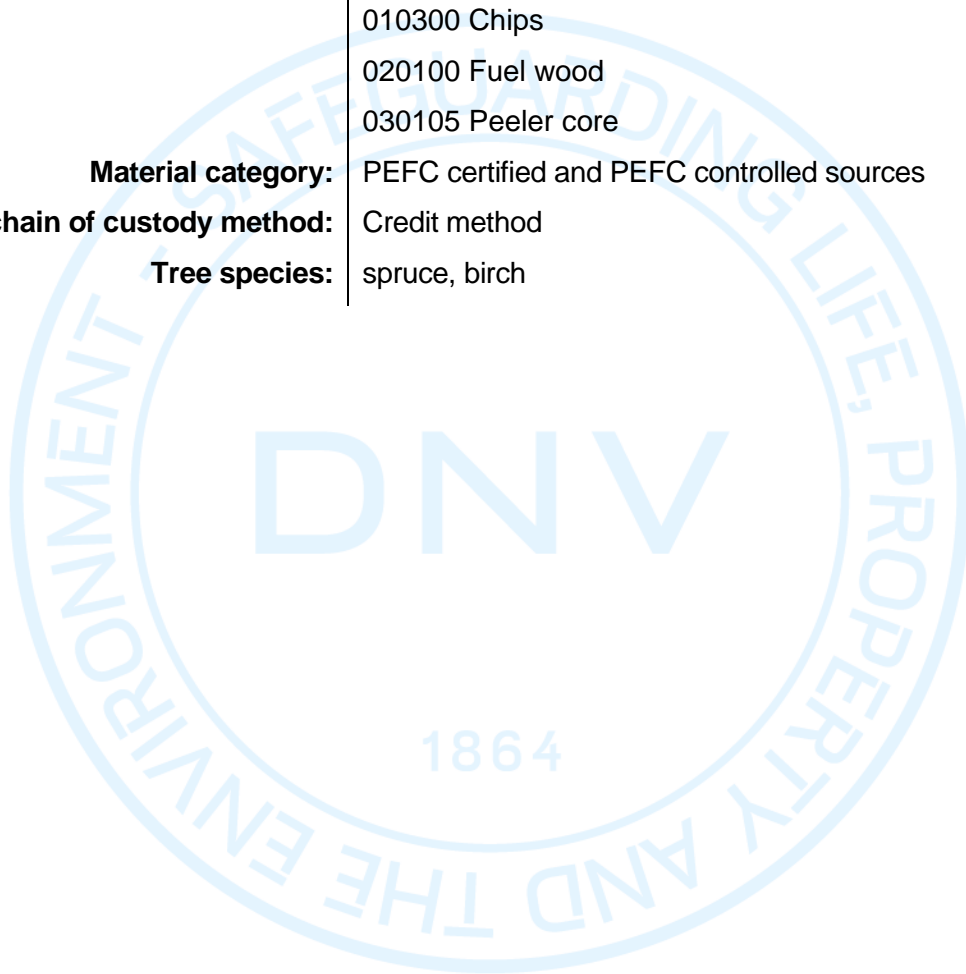 010300 Chips
020100 Fuel wood
030105 Peeler core
Material category: PEFC certified and PEFC controlled sources
chain of custody method: Credit method
Tree species: spruce, birch
SAFEGUARDING LIFE, PROPERTY AND THE ENVIRONMENT -
DNV
1864